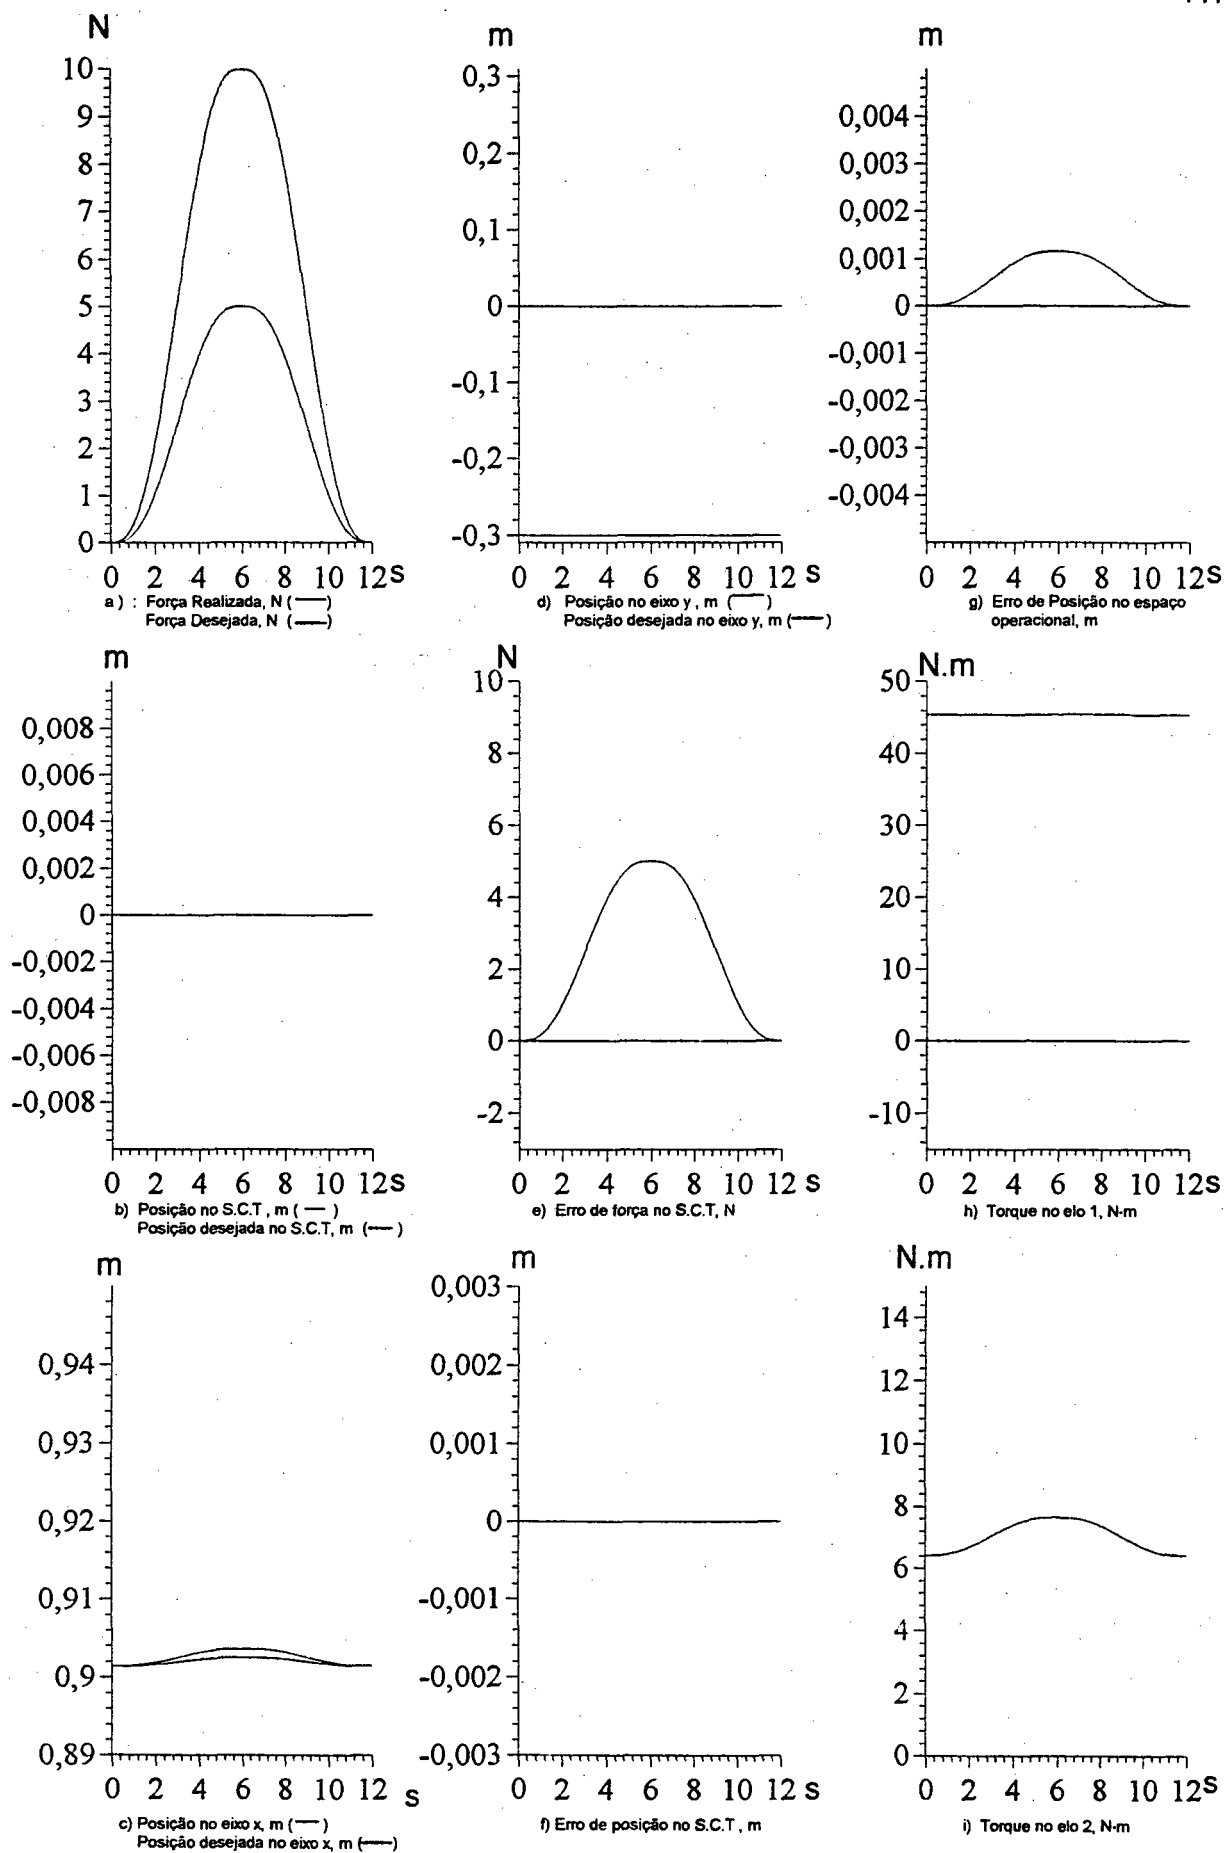 N
10
9
8
7
6
5
4
3
2
1
0
0 2 4 6 8 10 12 s
a ) : Força Realizada, N ( — )
Força Desejada, N ( — )
m
0,3
0,2
0,1
0
-0,1
-0,2
-0,3
0 2 4 6 8 10 12 s
d) Posição no eixo y , m ( — )
Posição desejada no eixo y, m ( — )
m
0,004
0,003
0,002
0,001
0
-0,001
-0,002
-0,003
-0,004
0 2 4 6 8 10 12 s
g) Erro de Posição no espaço
operacional, m
m
0,008
0,006
0,004
0,002
0
-0,002
-0,004
-0,006
-0,008
0 2 4 6 8 10 12 s
b) Posição no S.C.T , m ( — )
Posição desejada no S.C.T, m ( — )
N
10
8
6
4
2
0
-2
0 2 4 6 8 10 12 s
e) Erro de força no S.C.T, N
N.m
50
40
30
20
10
0
-10
0 2 4 6 8 10 12 s
h) Torque no elo 1, N-m
m
0,94
0,93
0,92
0,91
0,9
0,89
0 2 4 6 8 10 12 s
c) Posição no eixo x, m ( — )
Posição desejada no eixo x, m ( — )
m
0,003
0,002
0,001
0
-0,001
-0,002
-0,003
0 2 4 6 8 10 12 s
f) Erro de posição no S.C.T , m
N.m
14
12
10
8
6
4
2
0
0 2 4 6 8 10 12 s
i) Torque no elo 2, N-m